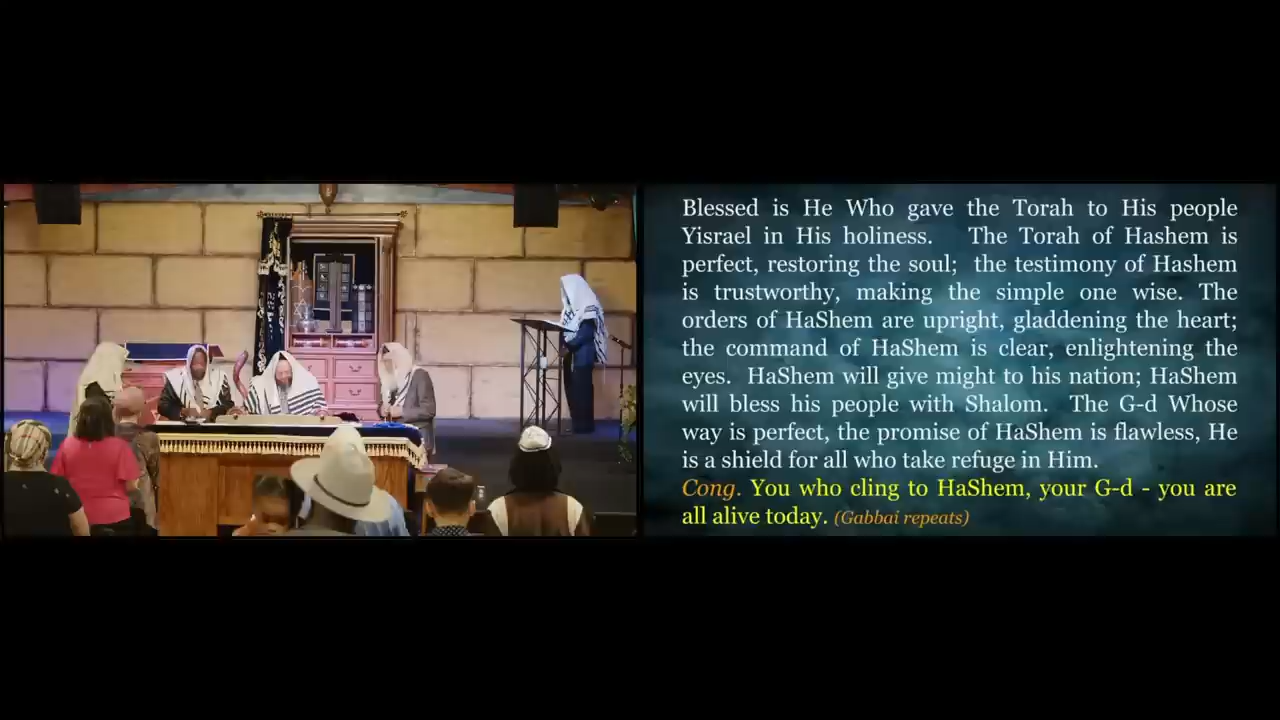 Blessed is He Who gave the Torah to His people
Yisrael in His holiness. The Torah of Hashem is
perfect, restoring the soul; the testimony of Hashem
is trustworthy, making the simple one wise. The
orders of HaShem are upright, gladdening the heart;
the command of HaShem is clear, enlightening the
eyes. HaShem will give might to his nation; HaShem
will bless his people with Shalom. The G-d Whose
way is perfect, the promise of HaShem is flawless, He
is a shield for all who take refuge in Him.
Cong. You who cling to HaShem, your G-d - you are
all alive today. (Gabbai repeats)